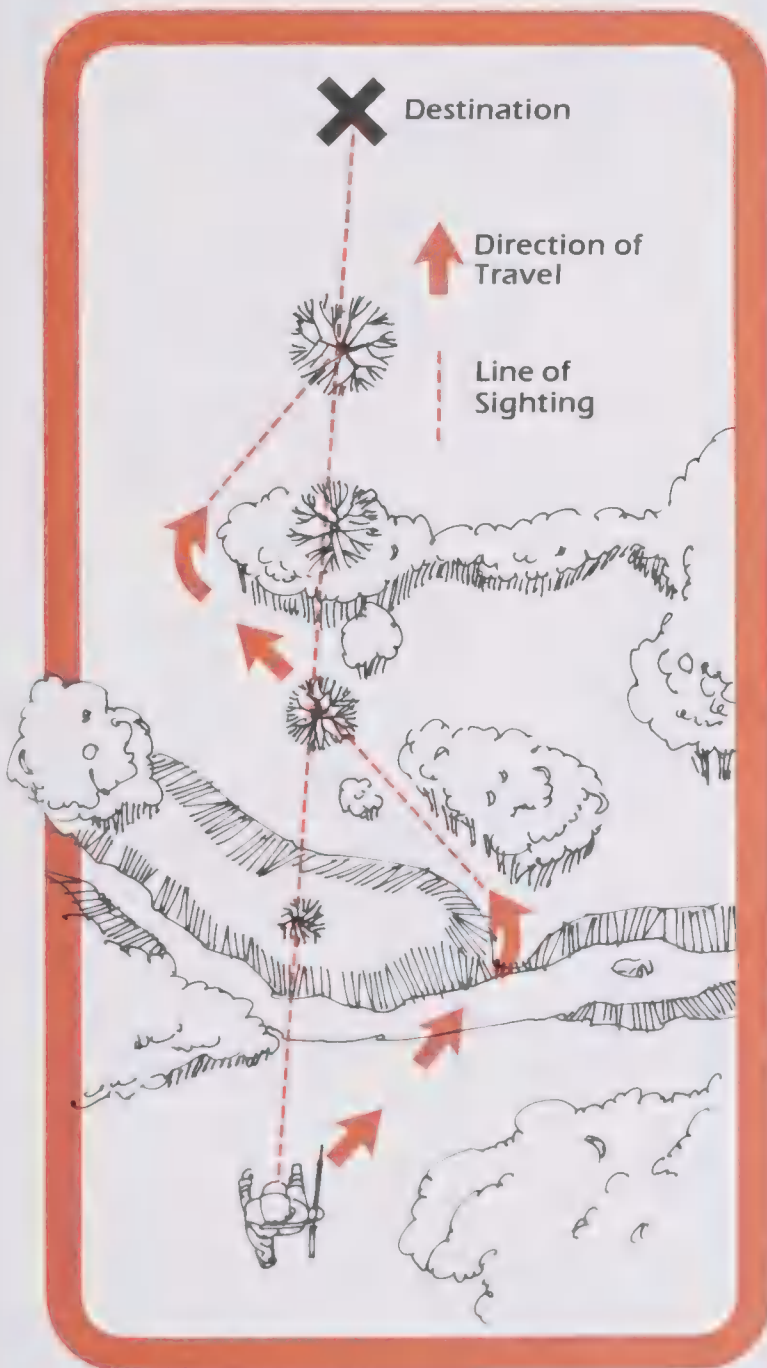 Destination
Direction of
Travel
Line of
Sighting